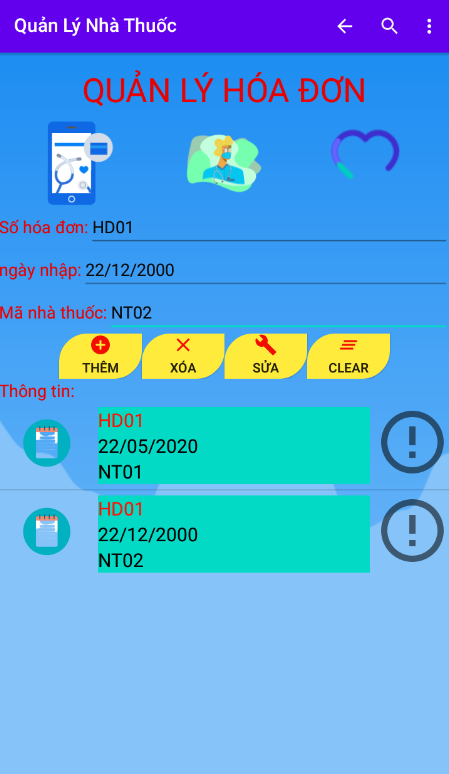 Quản Lý Nhà Thuốc
QUẢN LÝ HÓA ĐƠN
Số hóa đơn: HD01
ngày nhập: 22/12/2000
Mã nhà thuốc: NT02
THÊM XÓA SỬA CLEAR
Thông tin:
HD01
22/05/2020
NT01
HD01
22/12/2000
NT02